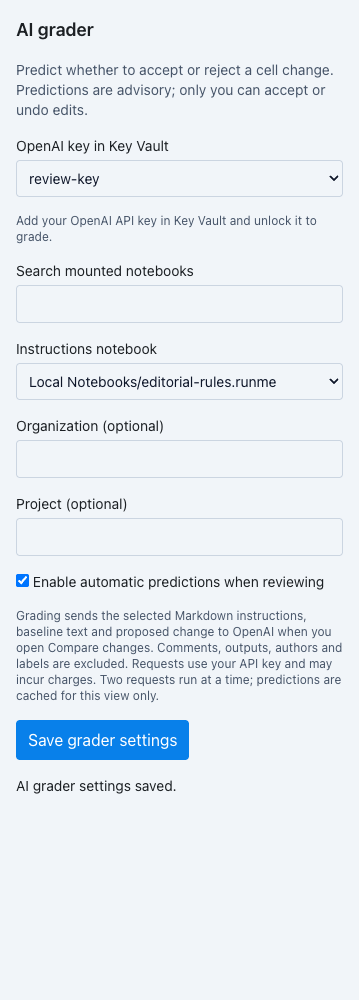 AI grader
Predict whether to accept or reject a cell change.
Predictions are advisory; only you can accept or
undo edits.
OpenAI key in Key Vault
review-key
Add your OpenAI API key in Key Vault and unlock it to
grade.
Search mounted notebooks
Instructions notebook
Local Notebooks/editorial-rules.runme
Organization (optional)
Project (optional)
Enable automatic predictions when reviewing
Grading sends the selected Markdown instructions,
baseline text and proposed change to OpenAI when you
open Compare changes. Comments, outputs, authors and
labels are excluded. Requests use your API key and may
incur charges. Two requests run at a time; predictions are
cached for this view only.
Save grader settings
AI grader settings saved.